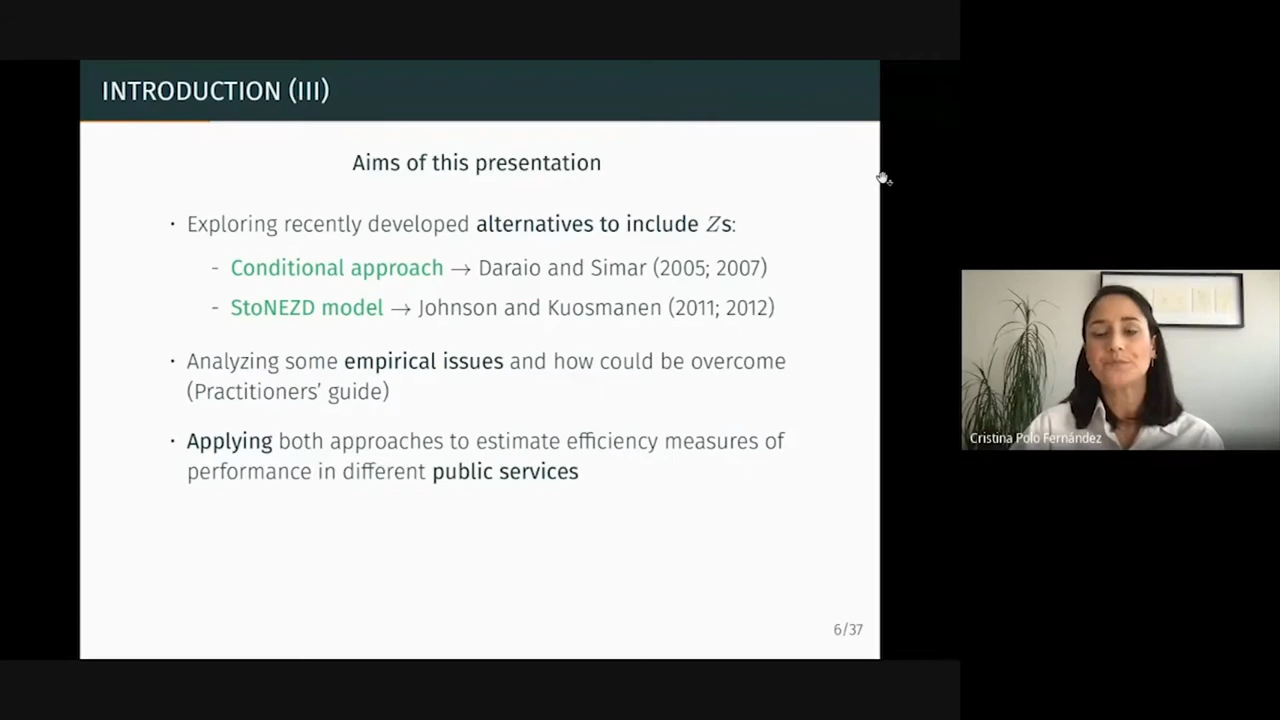 INTRODUCTION (III)
Aims of this presentation
· Exploring recently developed alternatives to include Zs:
- Conditional approach → Daraio and Simar (2005; 2007)
- StoNEZD model → Johnson and Kuosmanen (2011; 2012)
· Analyzing some empirical issues and how could be overcome
(Practitioners' guide)
· Applying both approaches to estimate efficiency measures of
performance in different public services
6/37
Cristina Polo Fernández